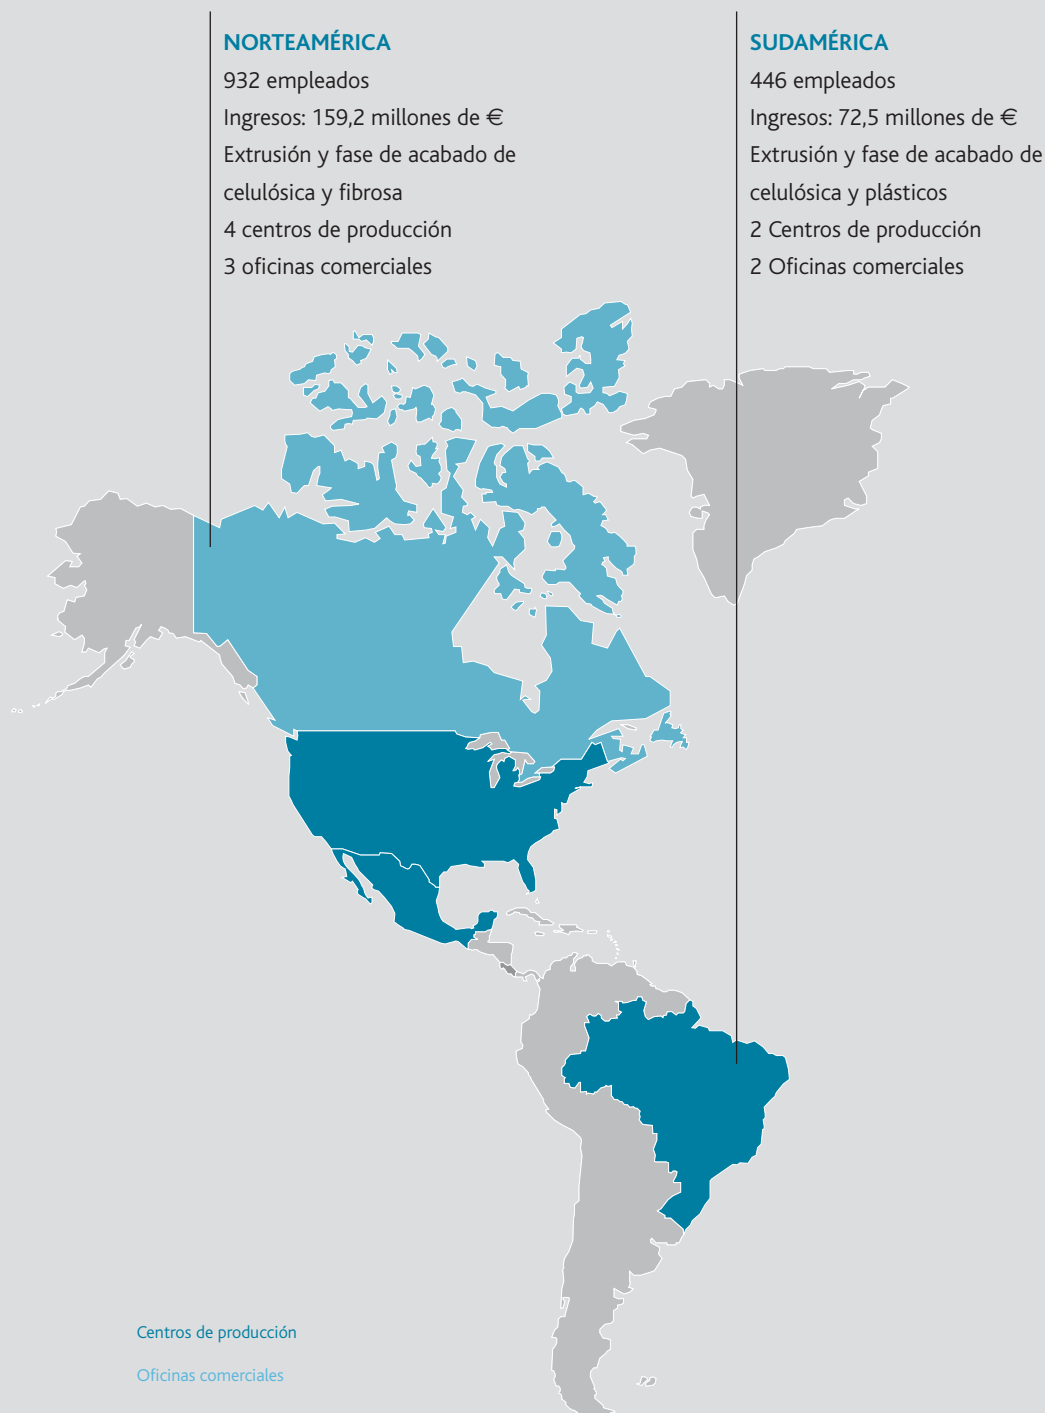 NORTEAMÉRICA
932 empleados
Ingresos: 159,2 millones de €
Extrusión y fase de acabado de
celulósica y fibrosa
4 centros de producción
3 oficinas comerciales
SUDAMÉRICA
446 empleados
Ingresos: 72,5 millones de €
Extrusión y fase de acabado de
celulósica y plásticos
2 Centros de producción
2 Oficinas comerciales
Centros de producción
Oficinas comerciales